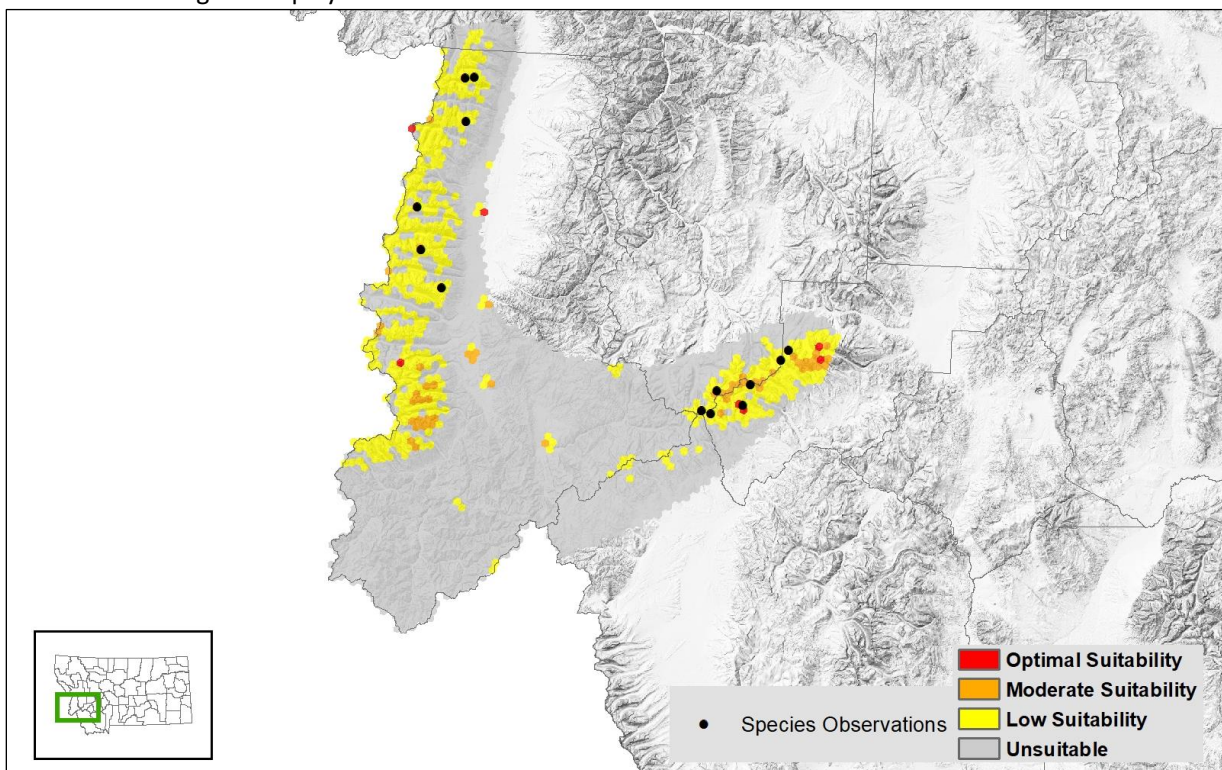 Optimal Suitability
Moderate Suitability
Species Observations
Low Suitability
Unsuitable